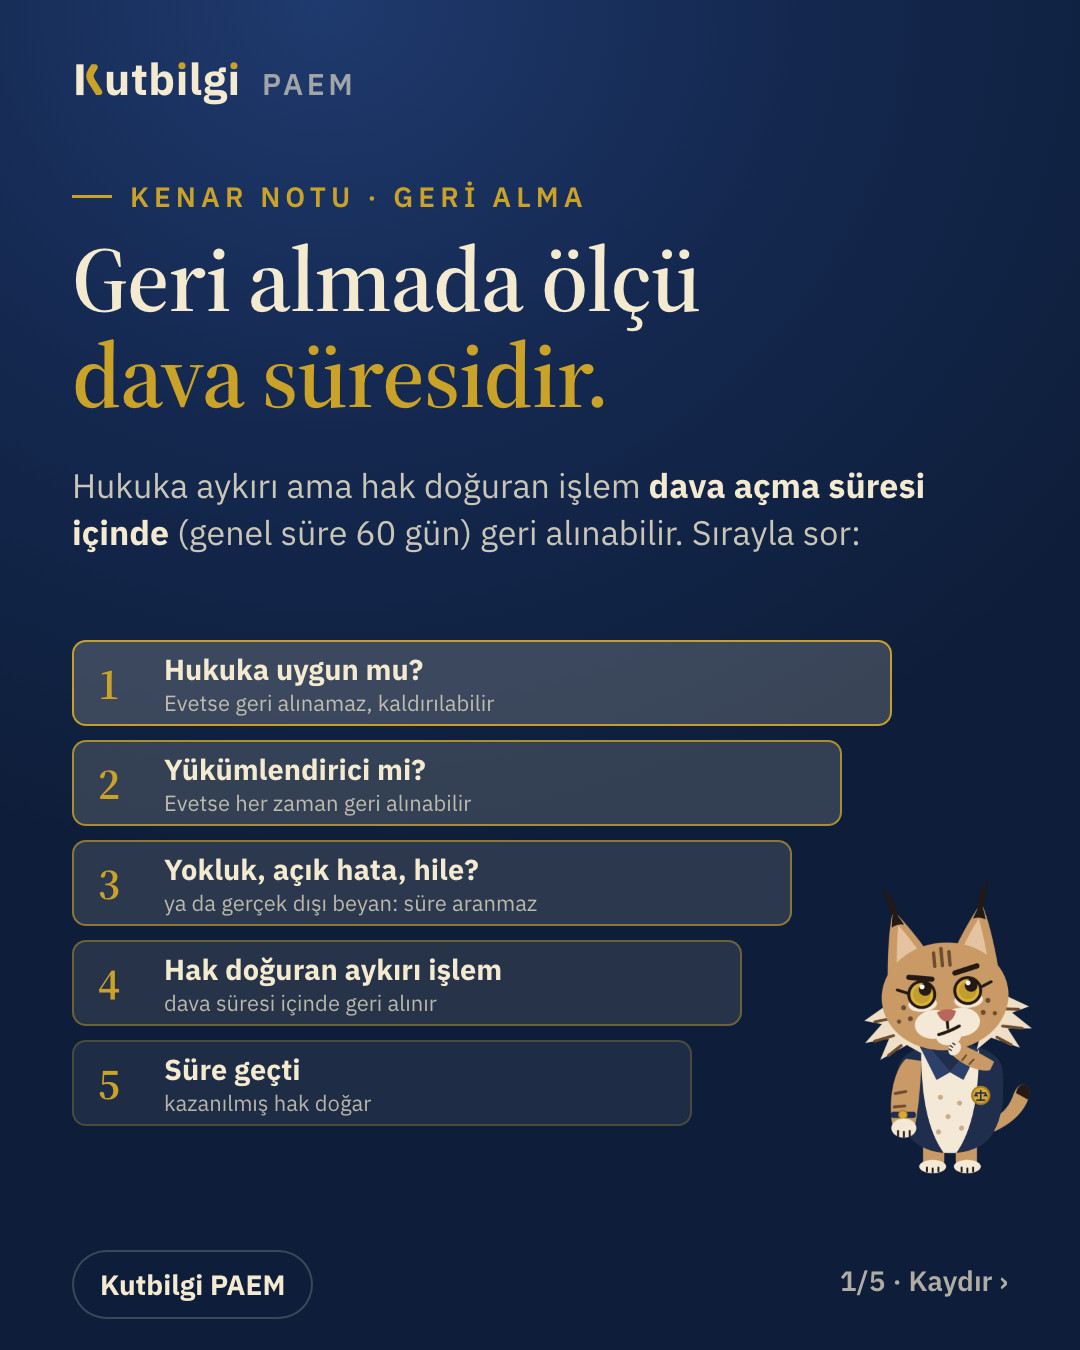 Kutbilgi PAEM
KENAR NOTU · GERİ ALMA
Geri almada ölçü
dava süresidir.
Hukuka aykırı ama hak doğuran işlem dava açma süresi
içinde (genel süre 60 gün) geri alınabilir. Sırayla sor:
1 Hukuka uygun mu?
Evetse geri alınamaz, kaldırılabilir
2 Yükümlendirici mi?
Evetse her zaman geri alınabilir
3 Yokluk, açık hata, hile?
ya da gerçek dışı beyan: süre aranmaz
4 Hak doğuran aykırı işlem
dava süresi içinde geri alınır
5 Süre geçti
kazanılmış hak doğar
Kutbilgi PAEM
1/5 · Kaydır ›